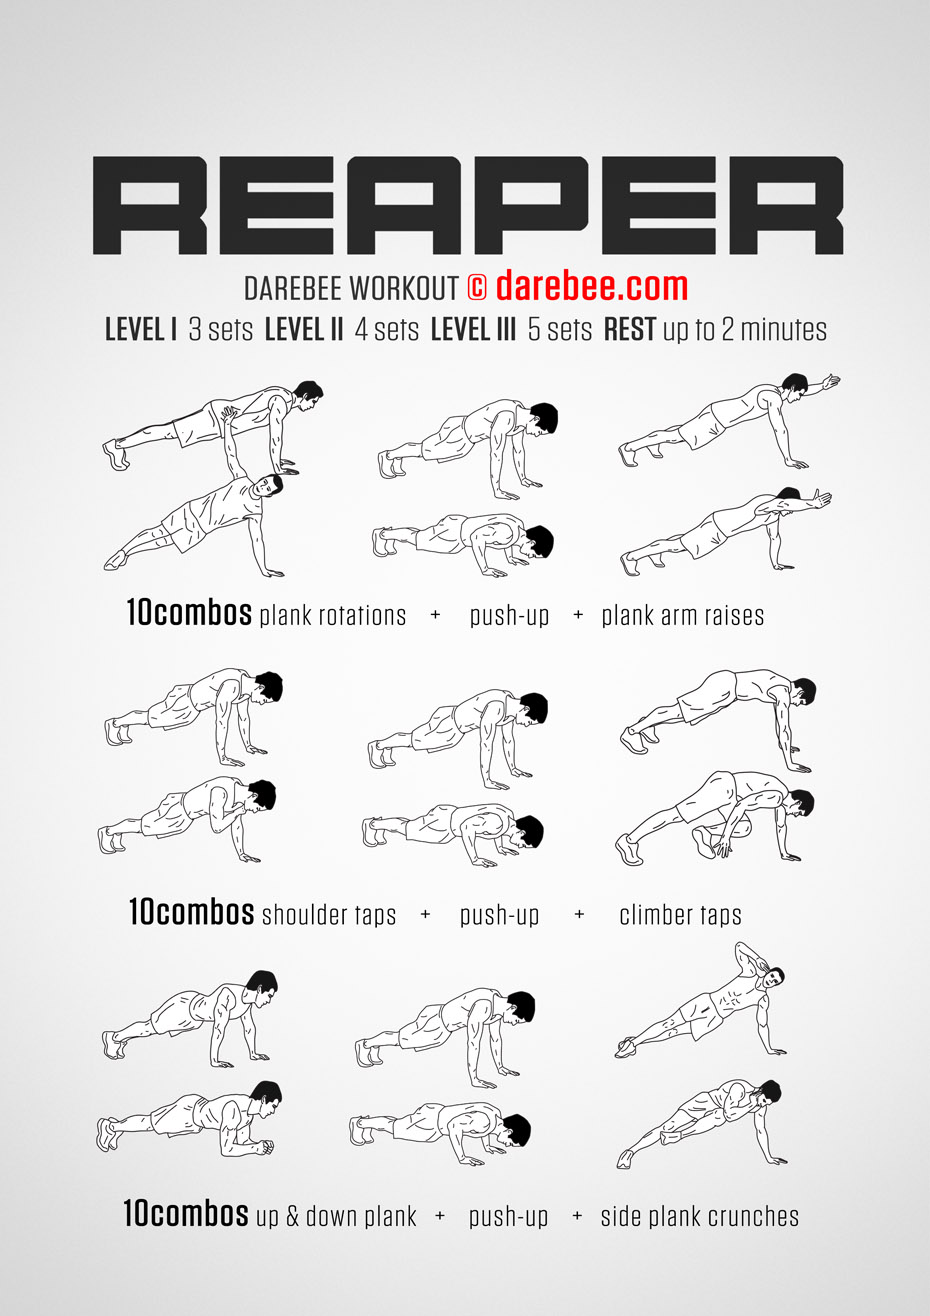 REAPER
DAREBEE WORKOUT © darebee.com
LEVEL I 3 sets LEVEL II 4 sets LEVEL III 5 sets REST up to 2 minutes
10combos plank rotations + push-up + plank arm raises
10combos shoulder taps + push-up + climber taps
10combos up & down plank + push-up + side plank crunches